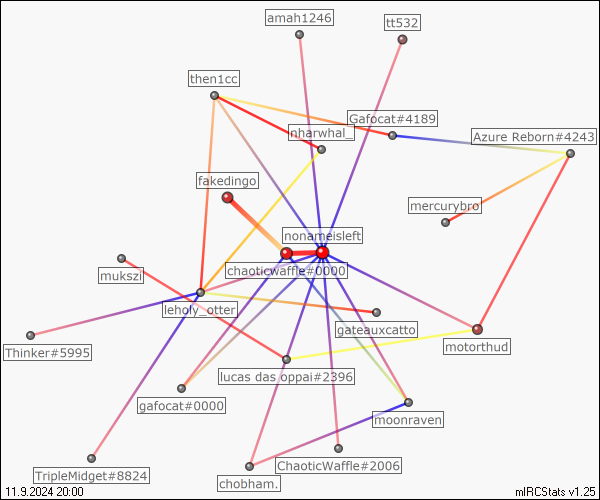 amah1246
tt532
then1cc
Gafocat#4189
nharwhal_
Azure Reborn#4243
fakedingo
mercurybro
nonameisleft
chaoticwaffle#0000
mukszi
leholy_otter
gateauxcatto
Thinker#5995
motorthud
lucas das oppai#2396
gafocat#0000
moonraven
ChaoticWaffle#2006
TripleMidget#8824
chobham.
11.9.2024 20:00
mIRCStats v1.25